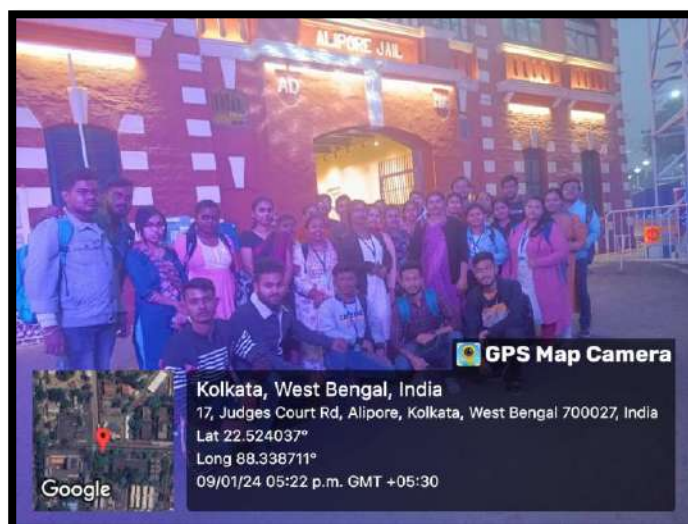 ALIPORE JAIL
AD
GPS Map Camera
Kolkata, West Bengal, India
17, Judges Court Rd, Alipore, Kolkata, West Bengal 700027, India
Lat 22.524037°
Long 88.338711°
09/01/24 05:22 p.m. GMT +05:30
Google